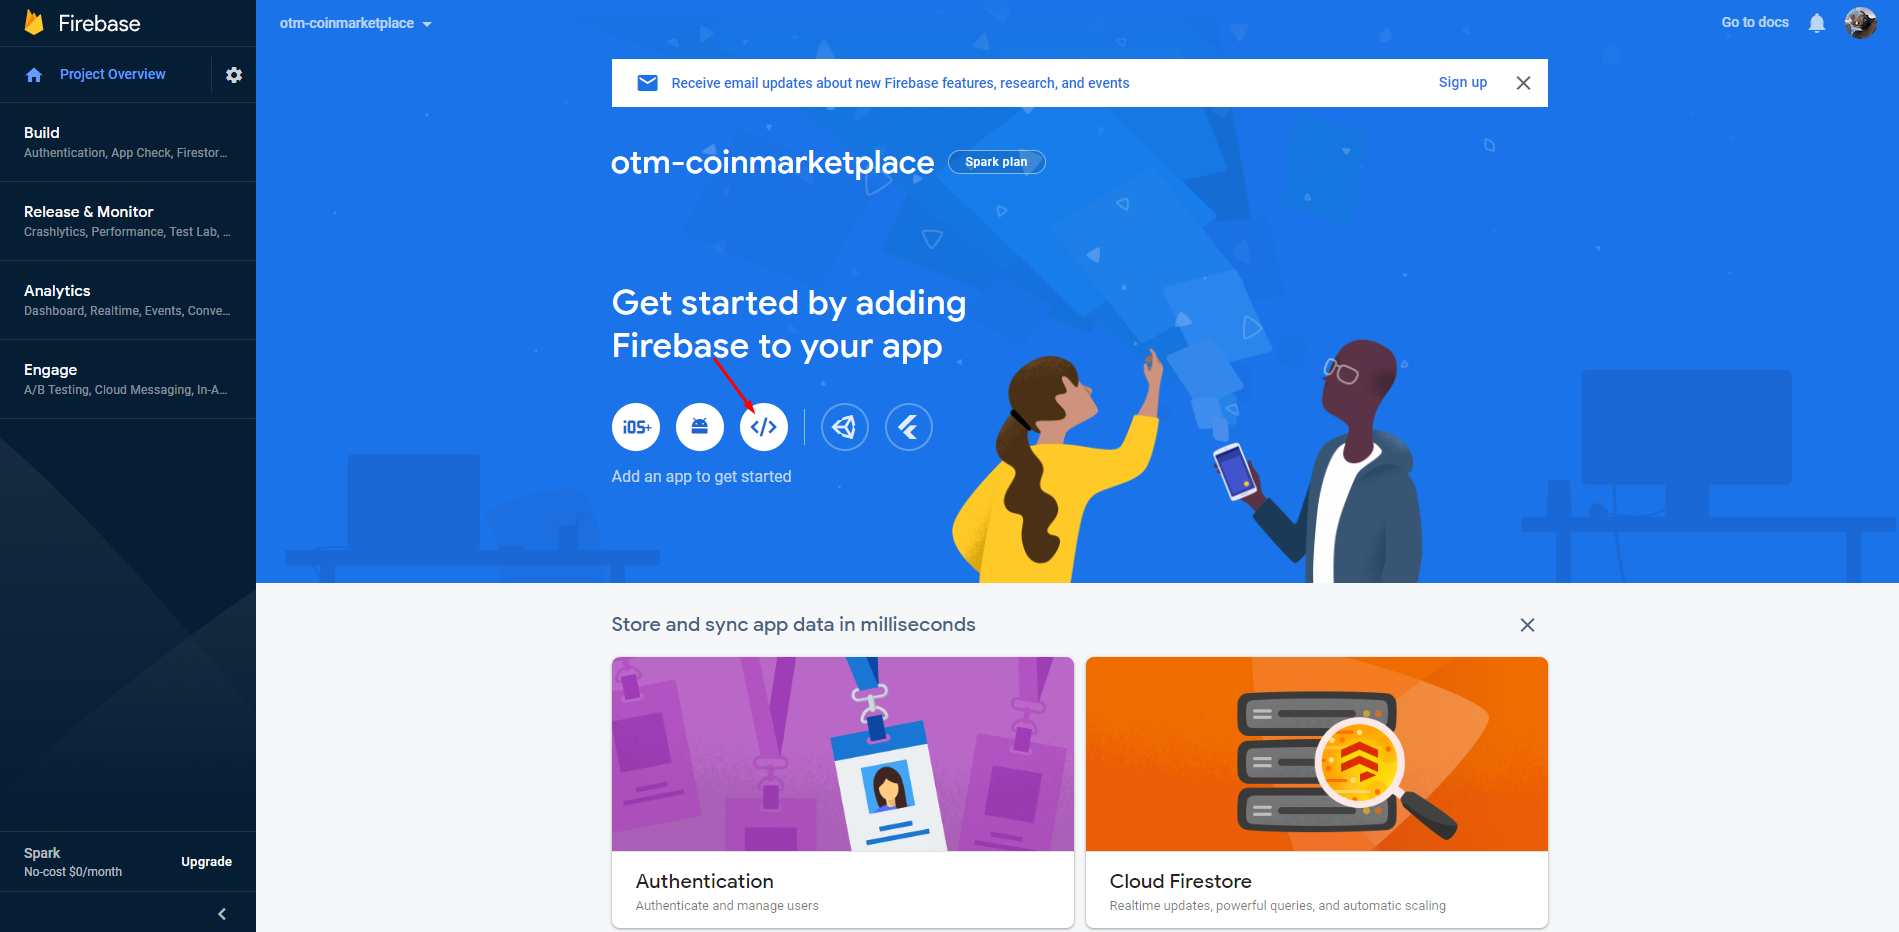 Firebase
Project Overview
Build
Authentication, App Check, Firestor...
Release & Monitor
Crashlytics, Performance, Test Lab, ...
Analytics
Dashboard, Realtime, Events, Conve...
Engage
A/B Testing, Cloud Messaging, In-A...
Spark
No-cost $0/month
Upgrade
otm-coinmarketplace
Go to docs
Receive email updates about new Firebase features, research, and events
Sign up
otm-coinmarketplace
Spark plan
Get started by adding
Firebase to your app
iOS+
</>
Add an app to get started
Store and sync app data in milliseconds
Authentication
Authenticate and manage users
Cloud Firestore
Realtime updates, powerful queries, and automatic scaling